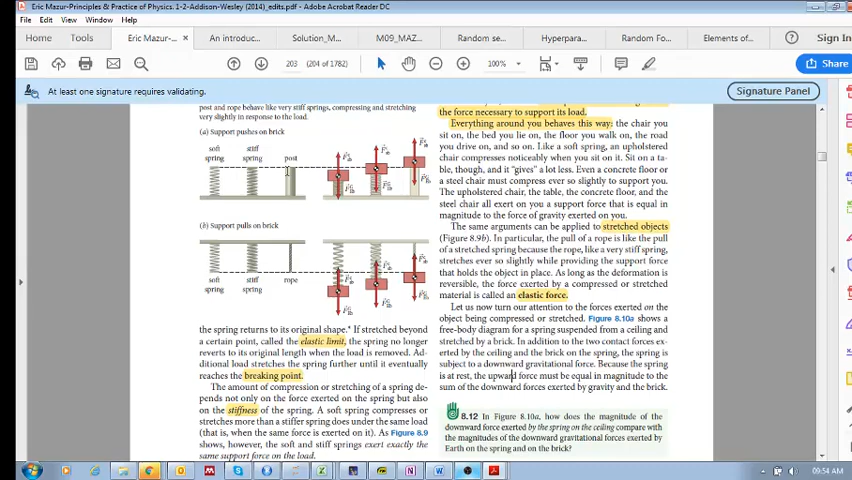 Eric Mazur-Principles & Practice of Physics. 1-2-Addison-Wesley (2014)_edits.pdf - Adobe Acrobat Reader DC
File Edit View Window Help
Home Tools Eric Mazur-... × An introduc... Solution_M... M09_MAZ... Random se... Hyperpara... Random Fo... Elements of... Sign In
203 (204 of 1782) 100% Share
At least one signature requires validating. Signature Panel
post and rope behave like very stiff springs, compressing and stretching
very slightly in response to the load.
(a) Support pushes on brick
soft spring
stiff spring
post
(b) Support pulls on brick
soft spring
stiff spring
rope
the spring returns to its original shape.* If stretched beyond
a certain point, called the elastic limit, the spring no longer
reverts to its original length when the load is removed. Ad-
ditional load stretches the spring further until it eventually
reaches the breaking point.
The amount of compression or stretching of a spring de-
pends not only on the force exerted on the spring but also
on the stiffness of the spring. A soft spring compresses or
stretches more than a stiffer spring does under the same load
(that is, when the same force is exerted on it). As Figure 8.9
shows, however, the soft and stiff springs exert exactly the
same support force on the load.
the force necessary to support its load.
Everything around you behaves this way: the chair you
sit on, the bed you lie on, the floor you walk on, the road
you drive on, and so on. Like a soft spring, an upholstered
chair compresses noticeably when you sit on it. Sit on a ta-
ble, though, and it "gives" a lot less. Even a concrete floor or
a steel chair must compress ever so slightly to support you.
The upholstered chair, the table, the concrete floor, and the
steel chair all exert on you a support force that is equal in
magnitude to the force of gravity exerted on you.
The same arguments can be applied to stretched objects
(Figure 8.9b). In particular, the pull of a rope is like the pull
of a stretched spring because the rope, like a very stiff spring,
stretches ever so slightly while providing the support force
that holds the object in place. As long as the deformation is
reversible, the force exerted by a compressed or stretched
material is called an elastic force.
Let us now turn our attention to the forces exerted on the
object being compressed or stretched. Figure 8.10a shows a
free-body diagram for a spring suspended from a ceiling and
stretched by a brick. In addition to the two contact forces ex-
erted by the ceiling and the brick on the spring, the spring is
subject to a downward gravitational force. Because the spring
is at rest, the upward force must be equal in magnitude to the
sum of the downward forces exerted by gravity and the brick.
8.12 In Figure 8.10a, how does the magnitude of the
downward force exerted by the spring on the ceiling compare
with the magnitudes of the downward gravitational forces exerted by
Earth on the spring and on the brick?
09:54 AM